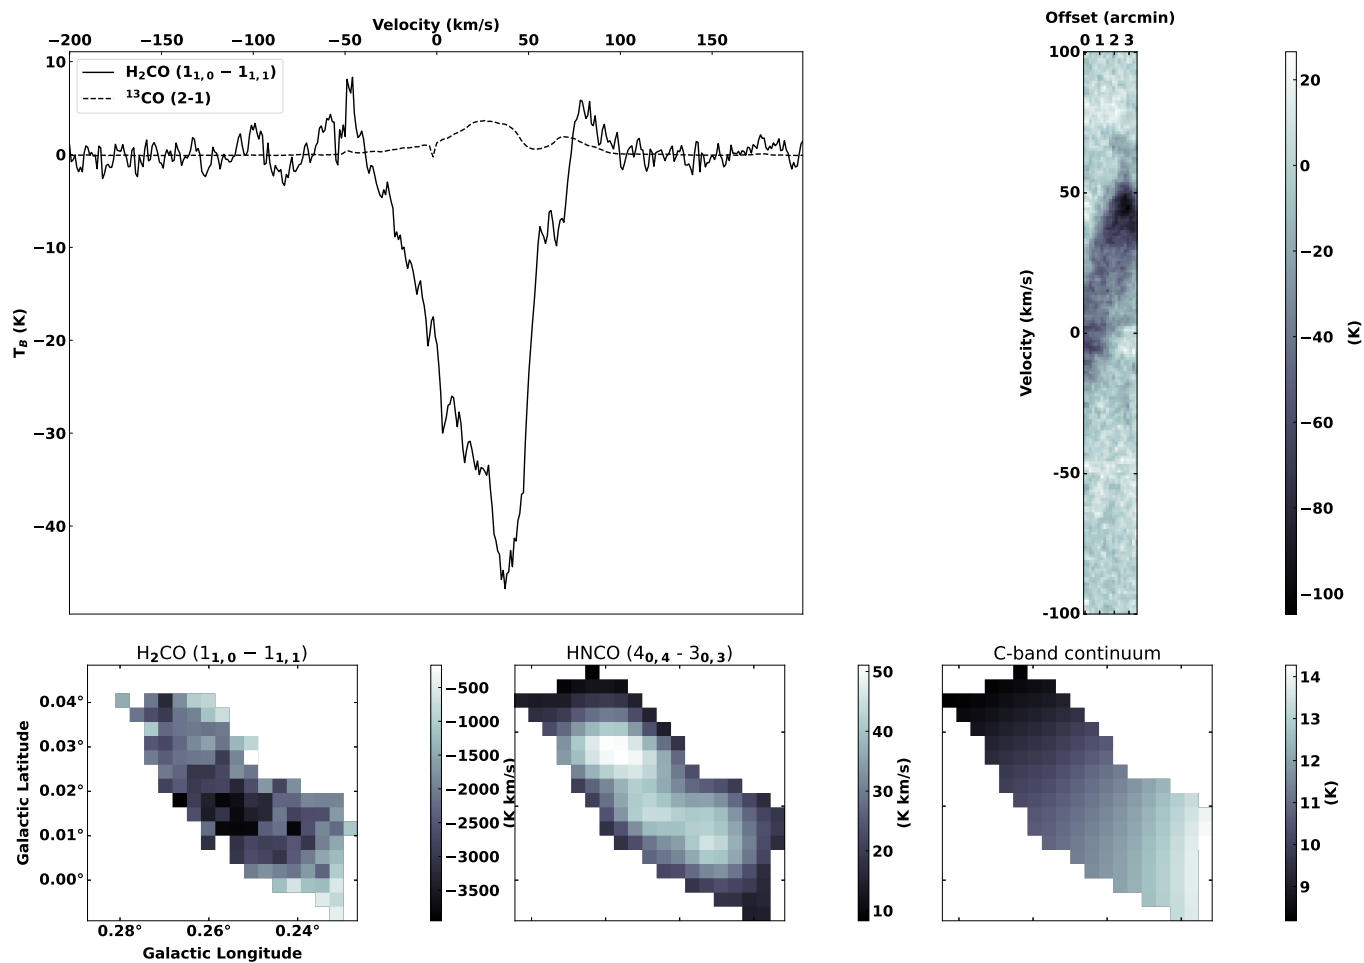 Velocity (km/s)
−200 −150 −100 −50 0 50 100 150
10
0
−10
−20
−30
−40
T_B (K)
H₂CO (1₁,₀ − 1₁,₁)
¹³CO (2-1)
Offset (arcmin)
0 1 2 3
100
50
0
-50
-100
Velocity (km/s)
20
0
−20
−40
−60
−80
−100
(K)
H₂CO (1₁,₀ − 1₁,₁)
0.04°
0.03°
0.02°
0.01°
0.00°
Galactic Latitude
0.28° 0.26° 0.24°
Galactic Longitude
−500
−1000
−1500
−2000
−2500
−3000
−3500
(K km/s)
HNCO (4₀,₄ - 3₀,₃)
50
40
30
20
10
(K km/s)
C-band continuum
14
13
12
11
10
9
(K)